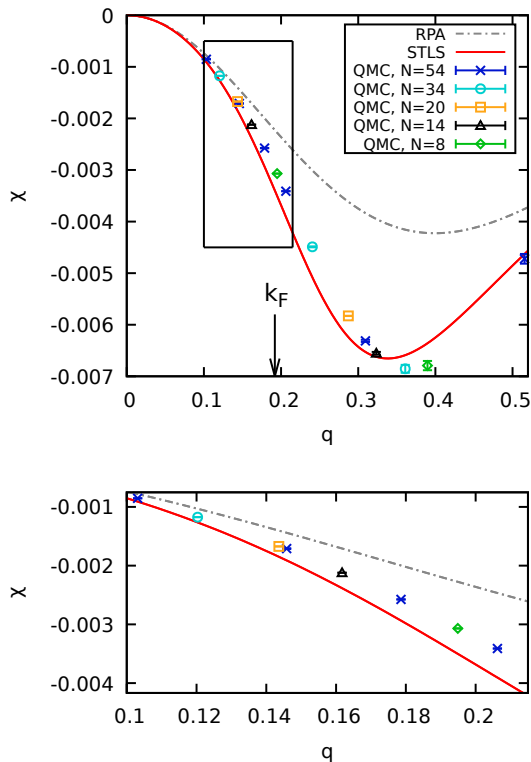 0
-0.001
-0.002
-0.003
-0.004
-0.005
-0.006
-0.007
χ
RPA
STLS
QMC, N=54
QMC, N=34
QMC, N=20
QMC, N=14
QMC, N=8
k_F
0 0.1 0.2 0.3 0.4 0.5
q
-0.001
-0.002
-0.003
-0.004
χ
0.1 0.12 0.14 0.16 0.18 0.2
q